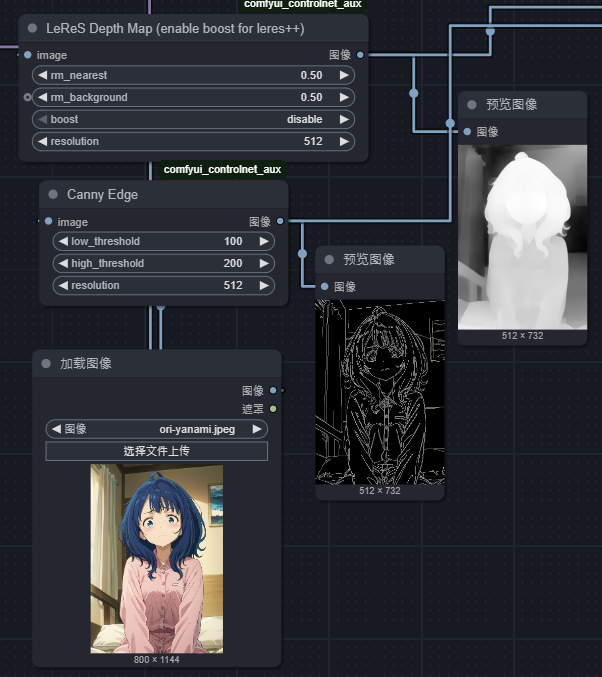 comfyui_controlnet_aux
LeReS Depth Map (enable boost for leres++)
image 图像
rm_nearest 0.50
rm_background 0.50
boost disable
resolution 512
预览图像
图像
512 × 732
comfyui_controlnet_aux
Canny Edge
image 图像
low_threshold 100
high_threshold 200
resolution 512
预览图像
图像
512 × 732
加载图像
图像
遮罩
图像 ori-yanami.jpeg
选择文件上传
800 × 1144